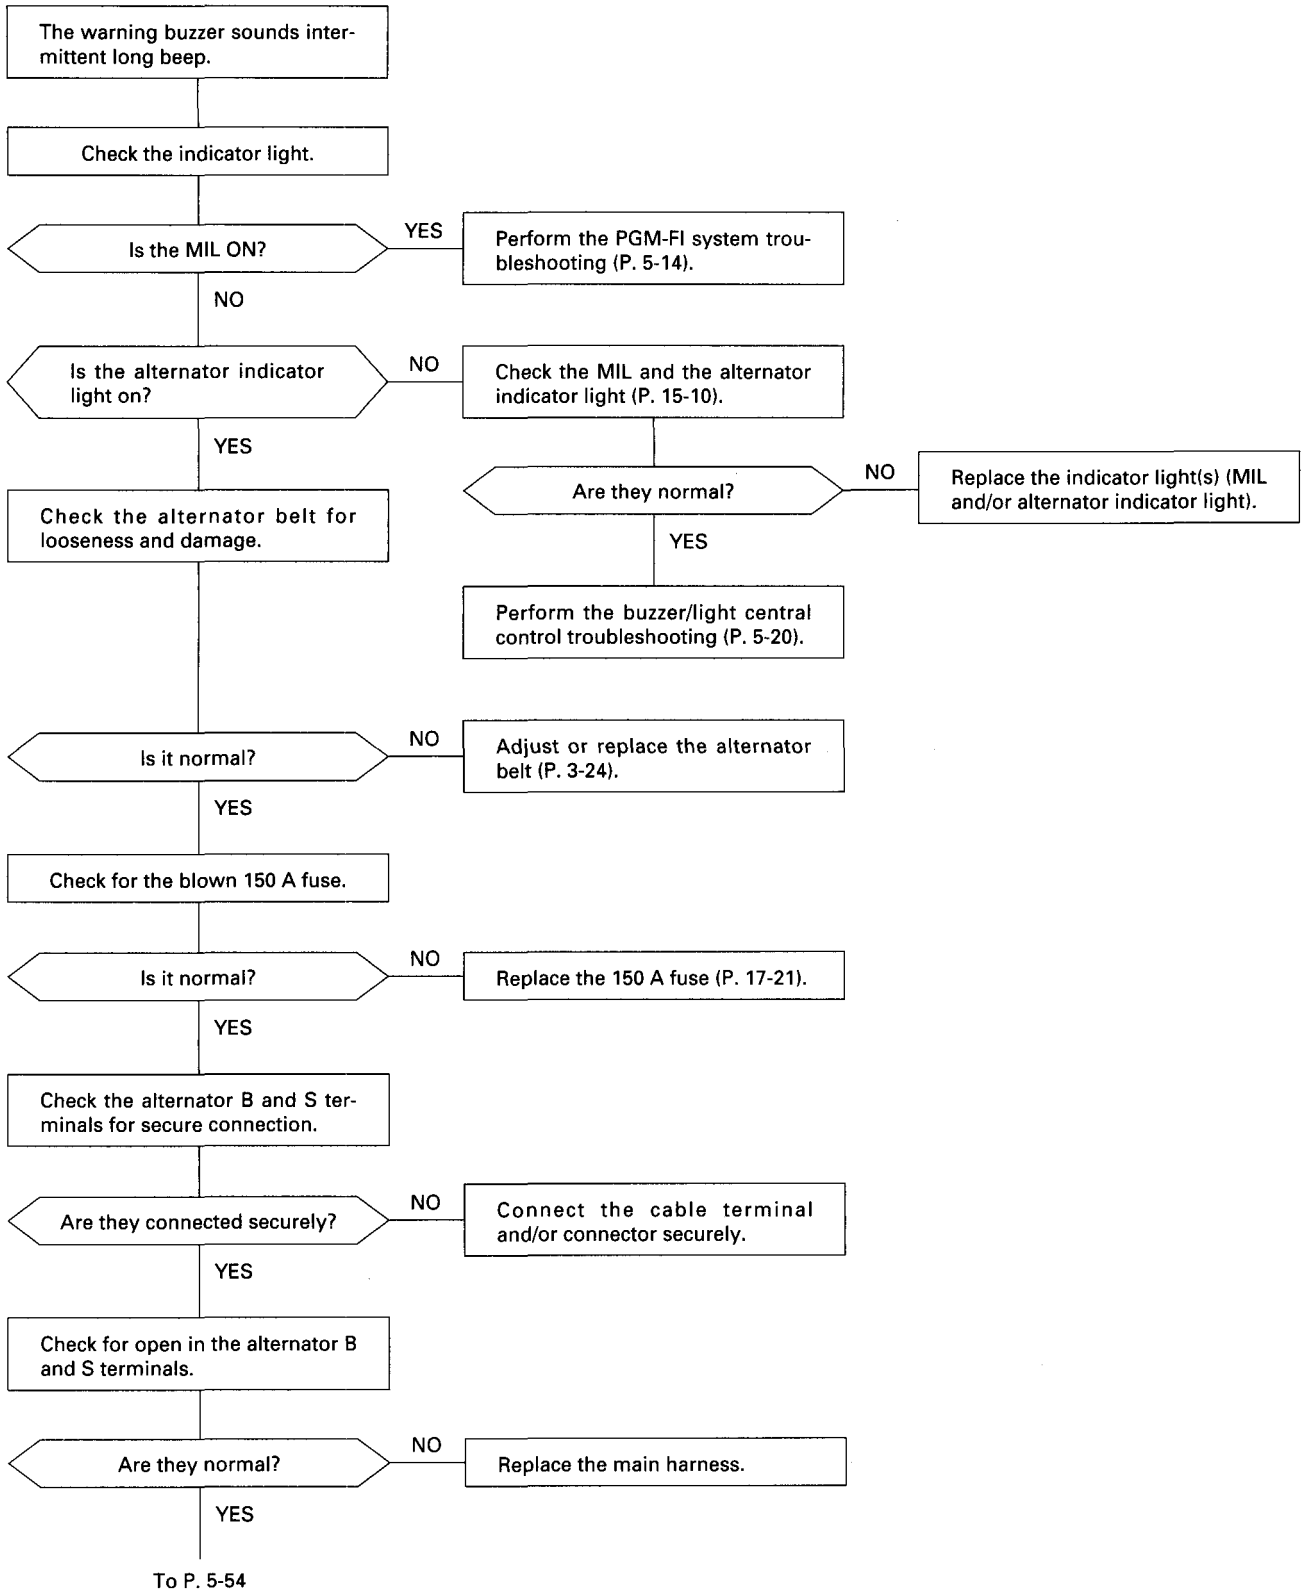 The warning buzzer sounds inter-
mittent long beep.
Check the indicator light.
Is the MIL ON?
YES
Perform the PGM-FI system trou-
bleshooting (P. 5-14).
NO
Is the alternator indicator
light on?
NO
Check the MIL and the alternator
indicator light (P. 15-10).
YES
Are they normal?
NO
Replace the indicator light(s) (MIL
and/or alternator indicator light).
YES
Perform the buzzer/light central
control troubleshooting (P. 5-20).
Check the alternator belt for
looseness and damage.
Is it normal?
NO
Adjust or replace the alternator
belt (P. 3-24).
YES
Check for the blown 150 A fuse.
Is it normal?
NO
Replace the 150 A fuse (P. 17-21).
YES
Check the alternator B and S ter-
minals for secure connection.
Are they connected securely?
NO
Connect the cable terminal
and/or connector securely.
YES
Check for open in the alternator B
and S terminals.
Are they normal?
NO
Replace the main harness.
YES
To P. 5-54